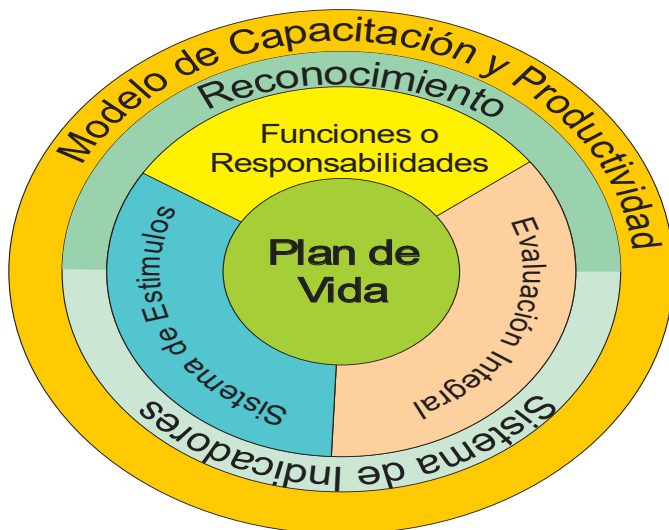 Modelo de Capacitación y Productividad
Reconocimiento
Funciones o
Responsabilidades
Plan de
Vida
Sistema de Estimulos
Evaluación Integral
Sistema de Indicadores